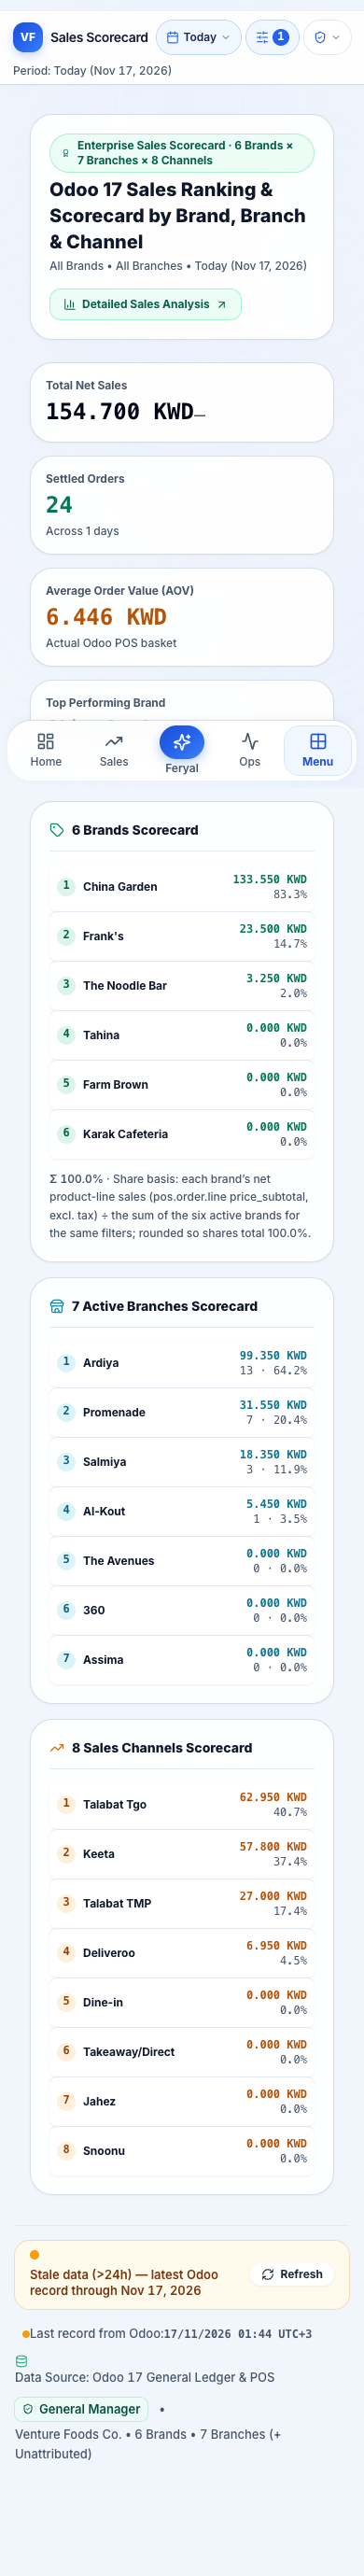 VF
Sales Scorecard
Today
1
Period: Today (Nov 17, 2026)
Enterprise Sales Scorecard · 6 Brands ×
7 Branches × 8 Channels
Odoo 17 Sales Ranking &
Scorecard by Brand, Branch
& Channel
All Brands • All Branches • Today (Nov 17, 2026)
Detailed Sales Analysis
Total Net Sales
154.700 KWD—
Settled Orders
24
Across 1 days
Average Order Value (AOV)
6.446 KWD
Actual Odoo POS basket
Top Performing Brand
Home
Sales
Feryal
Ops
Menu
6 Brands Scorecard
1 China Garden 133.550 KWD
83.3%
2 Frank's 23.500 KWD
14.7%
3 The Noodle Bar 3.250 KWD
2.0%
4 Tahina 0.000 KWD
0.0%
5 Farm Brown 0.000 KWD
0.0%
6 Karak Cafeteria 0.000 KWD
0.0%
Σ 100.0% · Share basis: each brand’s net
product-line sales (pos.order.line price_subtotal,
excl. tax) ÷ the sum of the six active brands for
the same filters; rounded so shares total 100.0%.
7 Active Branches Scorecard
1 Ardiya 99.350 KWD
13 · 64.2%
2 Promenade 31.550 KWD
7 · 20.4%
3 Salmiya 18.350 KWD
3 · 11.9%
4 Al-Kout 5.450 KWD
1 · 3.5%
5 The Avenues 0.000 KWD
0 · 0.0%
6 360 0.000 KWD
0 · 0.0%
7 Assima 0.000 KWD
0 · 0.0%
8 Sales Channels Scorecard
1 Talabat Tgo 62.950 KWD
40.7%
2 Keeta 57.800 KWD
37.4%
3 Talabat TMP 27.000 KWD
17.4%
4 Deliveroo 6.950 KWD
4.5%
5 Dine-in 0.000 KWD
0.0%
6 Takeaway/Direct 0.000 KWD
0.0%
7 Jahez 0.000 KWD
0.0%
8 Snoonu 0.000 KWD
0.0%
Stale data (>24h) — latest Odoo
record through Nov 17, 2026
Refresh
Last record from Odoo:17/11/2026 01:44 UTC+3
Data Source: Odoo 17 General Ledger & POS
General Manager •
Venture Foods Co. • 6 Brands • 7 Branches (+
Unattributed)